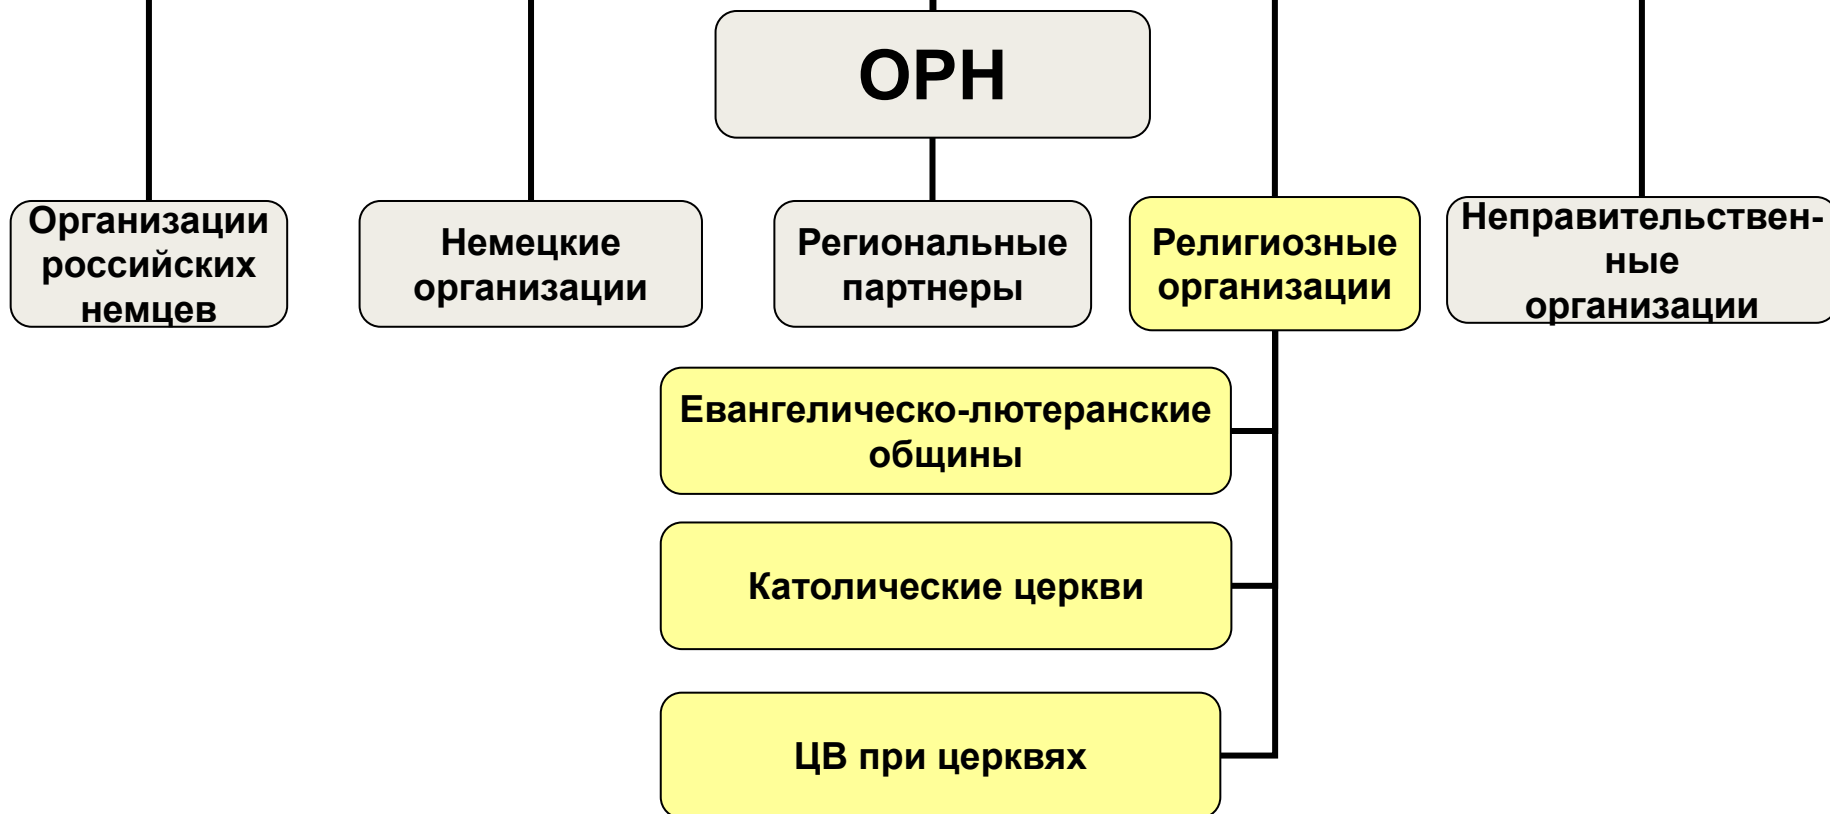 ОРН
Организации
российских
немцев
Немецкие
организации
Региональные
партнеры
Религиозные
организации
Неправительствен-
ные
организации
Евангелическо-лютеранские
общины
Католические церкви
ЦВ при церквях